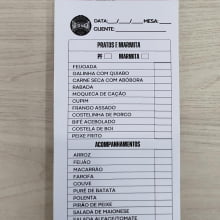 DATA:___/___/___ MESA:___
CLIENTE:
PRATOS E MARMITA
PF MARMITA
FEIJOADA
GALINHA COM QUIABO
CARNE SECA COM ABÓBORA
RABADA
MOQUECA DE CAÇÃO
CUPIM
FRANGO ASSADO
COSTELINHA DE PORCO
BIFE ACEBOLADO
COSTELA DE BOI
PEIXE FRITO
ACOMPANHAMENTOS
ARROZ
FEIJÃO
MACARRÃO
FAROFA
COUVE
PURÊ DE BATATA
POLENTA
PIRÃO DE PEIXE
SALADA DE MAIONESE